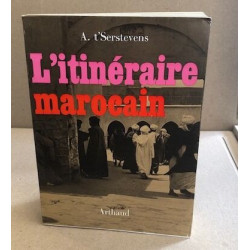 A. t'Serstevens
L'itinéraire
marocain
Arthaud